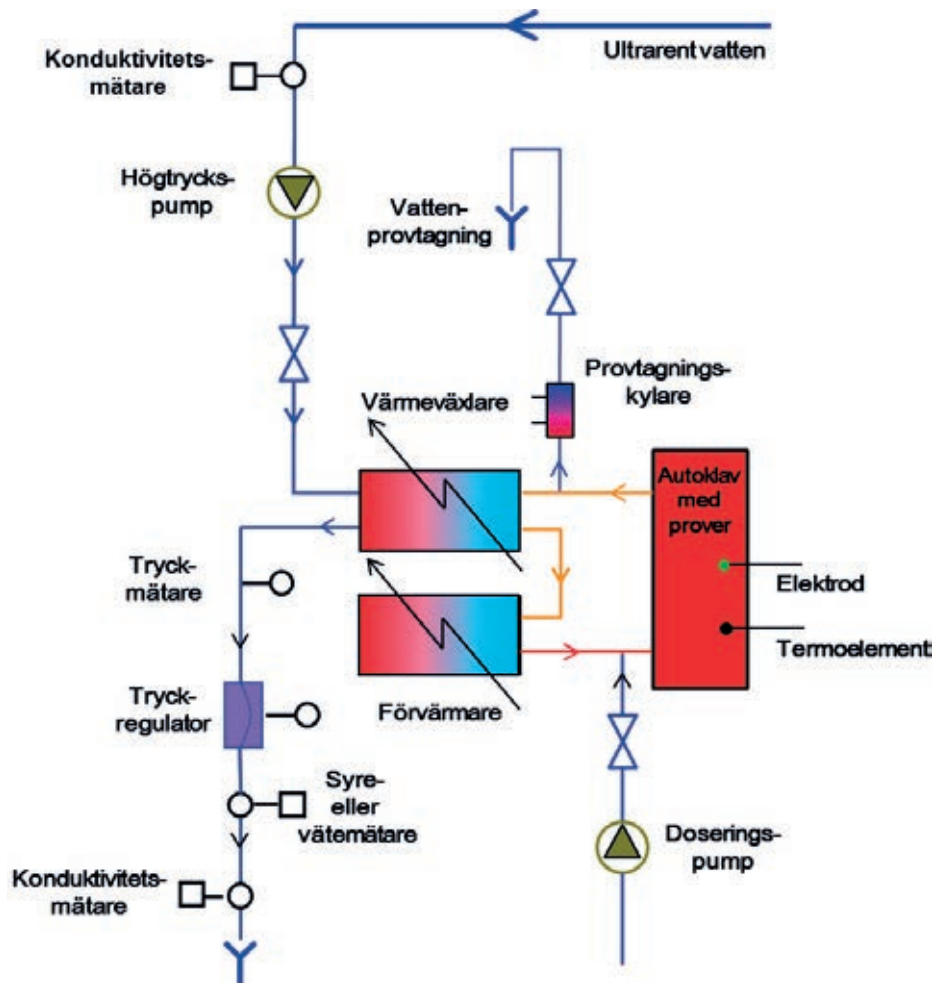 Ultrarent vatten
Konduktivitets-
mätare
Högtrycks-
pump
Vatten-
provtagning
Provtagnings-
kylare
Värmeväxlare
Autoklav
med
prover
Elektrod
Termoelement:
Tryck-
mätare
Tryck-
regulator
Förvärmare
Syre-
eller
vätemätare
Doserings-
pump
Konduktivitets-
mätare